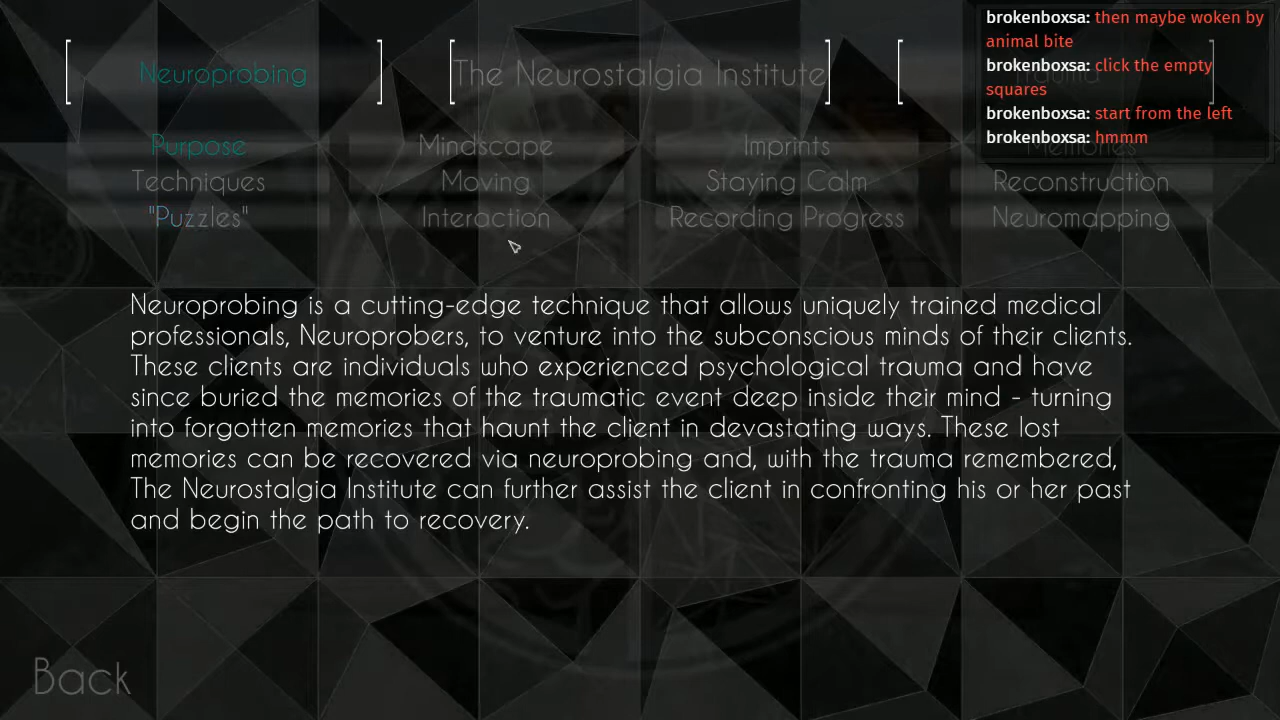 brokenboxsa: then maybe woken by
animal bite
brokenboxsa: click the empty
squares
brokenboxsa: start from the left
brokenboxsa: hmmm
[ Neuroprobing ] [The Neurostalgia Institute] [ Trauma ]
Purpose Mindscape Imprints Memories
Techniques Moving Staying Calm Reconstruction
"Puzzles" Interaction Recording Progress Neuromapping
Neuroprobing is a cutting-edge technique that allows uniquely trained medical
professionals, Neuroprobers, to venture into the subconscious minds of their clients.
These clients are individuals who experienced psychological trauma and have
since buried the memories of the traumatic event deep inside their mind - turning
into forgotten memories that haunt the client in devastating ways. These lost
memories can be recovered via neuroprobing and, with the trauma remembered,
The Neurostalgia Institute can further assist the client in confronting his or her past
and begin the path to recovery.
Back